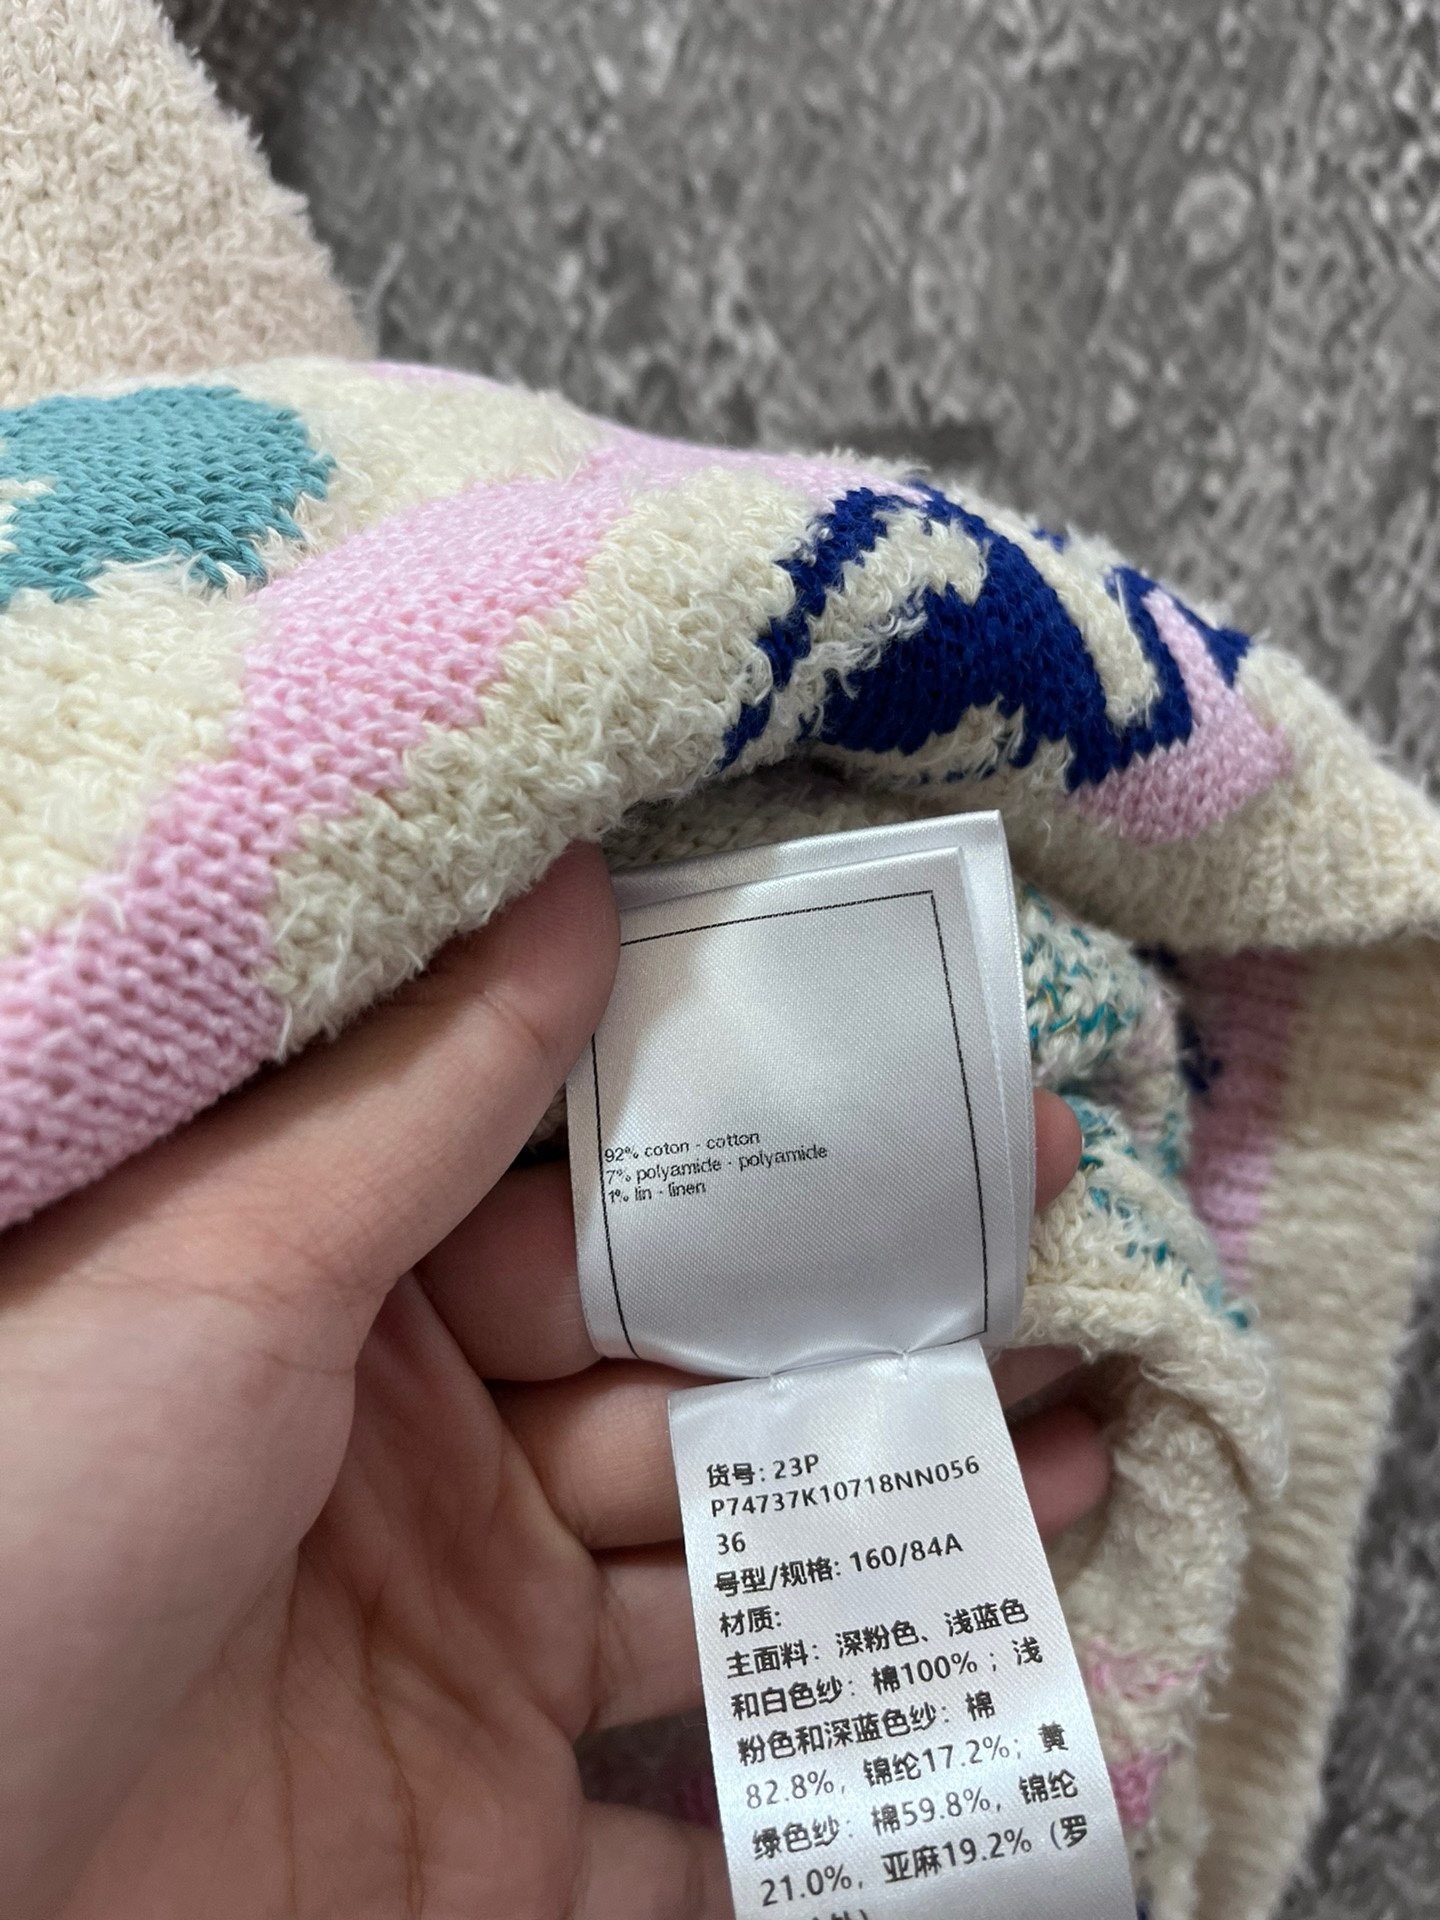 92% coton - cotton
7% polyamide - polyamide
1% lin - linen
货号: 23P
P74737K10718NN056
36
号型/规格: 160/84A
材质:
主面料: 深粉色、浅蓝色
和白色纱: 棉100% ; 浅
粉色和深蓝色纱: 棉
82.8%, 锦纶17.2%; 黄
绿色纱: 棉59.8%, 锦纶
21.0%, 亚麻19.2% (罗